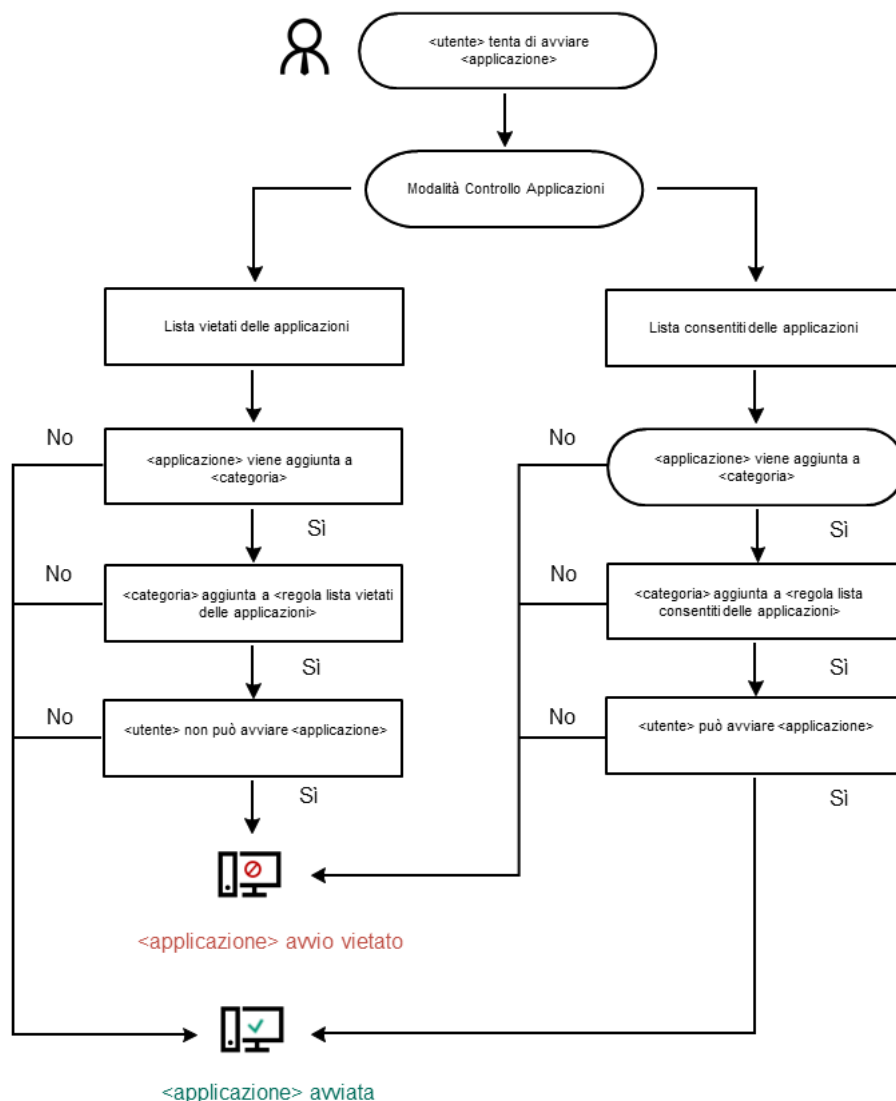 <utente> tenta di avviare
<applicazione>
Modalità Controllo Applicazioni
Lista vietati delle applicazioni
Lista consentiti delle applicazioni
No
<applicazione> viene aggiunta a
<categoria>
No
<applicazione> viene aggiunta a
<categoria>
Sì
Sì
No
<categoria> aggiunta a <regola lista vietati
delle applicazioni>
No
<categoria> aggiunta a <regola lista
consentiti delle applicazioni>
Sì
Sì
No
<utente> non può avviare <applicazione>
No
<utente> può avviare <applicazione>
Sì
Sì
<applicazione> avvio vietato
<applicazione> avviata